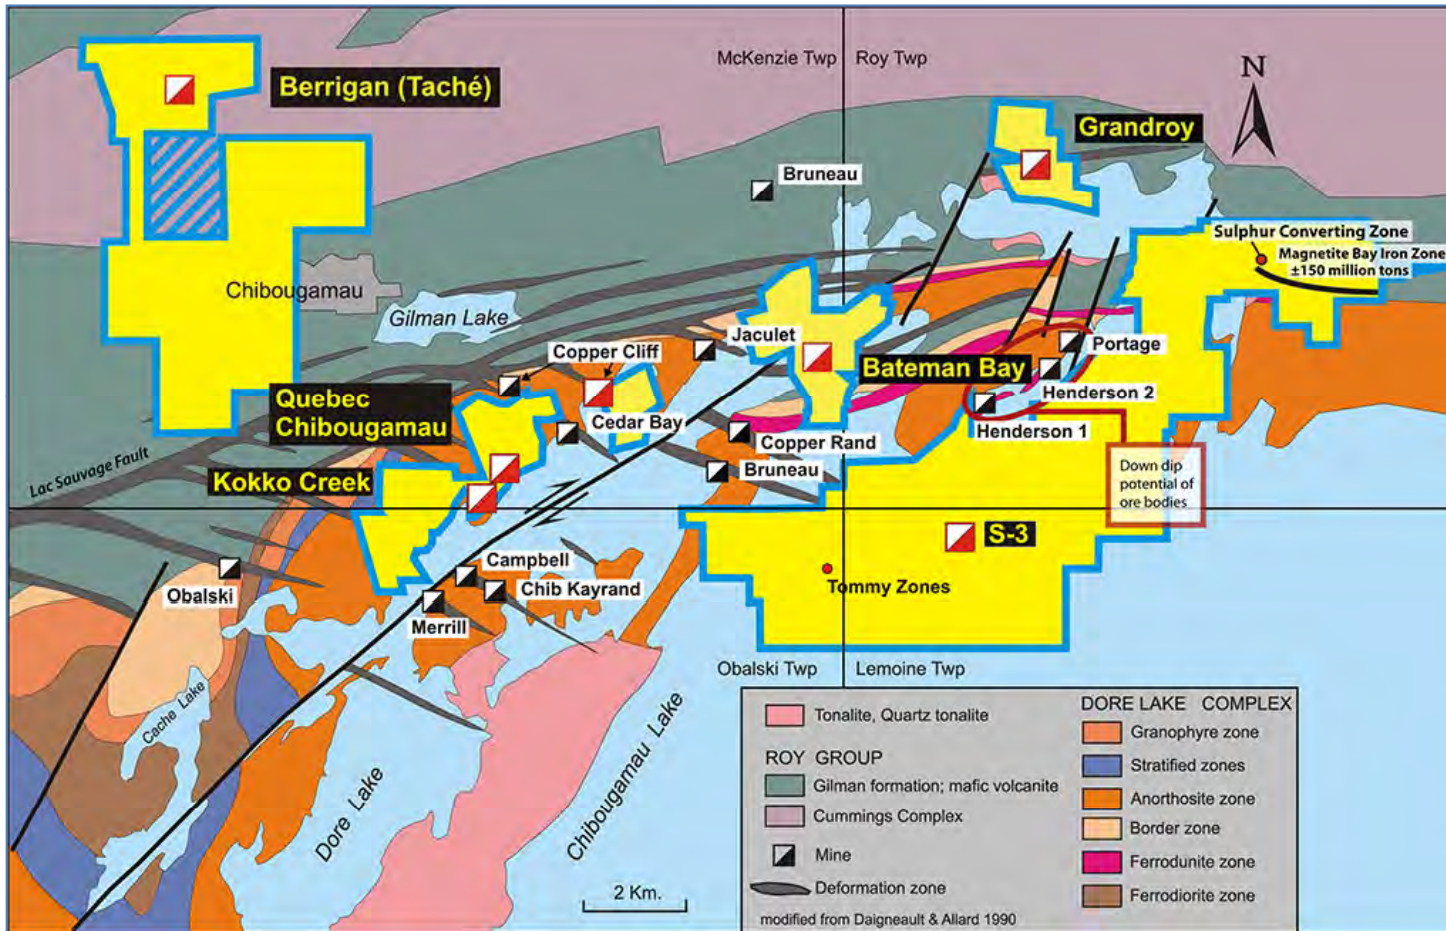 McKenzie Twp
Roy Twp
N
Berrigan (Taché)
Grandroy
Bruneau
Sulphur Converting Zone
Magnetite Bay Iron Zone
±150 million tons
Chibougamau
Gilman Lake
Jaculet
Portage
Copper Cliff
Bateman Bay
Henderson 2
Quebec
Chibougamau
Cedar Bay
Henderson 1
Copper Rand
Lac Sauvage Fault
Kokko Creek
Bruneau
Down dip
potential of
ore bodies
S-3
Campbell
Tommy Zones
Obalski
Chib Kayrand
Merrill
Obalski Twp
Lemoine Twp
Cache Lake
Dore Lake
Chibougamau Lake
Tonalite, Quartz tonalite
ROY GROUP
Gilman formation; mafic volcanite
Cummings Complex
Mine
Deformation zone
modified from Daigneault & Allard 1990
DORE LAKE COMPLEX
Granophyre zone
Stratified zones
Anorthosite zone
Border zone
Ferrodunite zone
Ferrodiorite zone
2 Km.